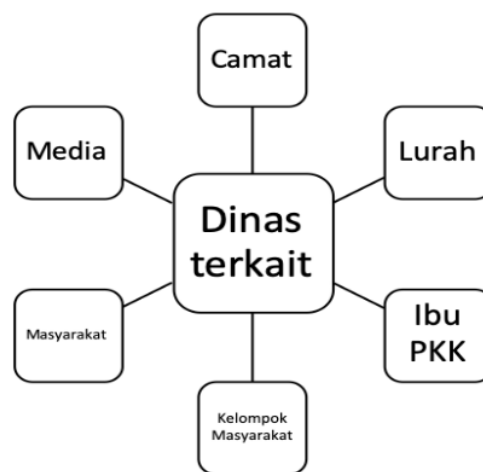 Camat
Media
Lurah
Dinas
terkait
Masyarakat
Ibu
PKK
Kelompok
Masyarakat